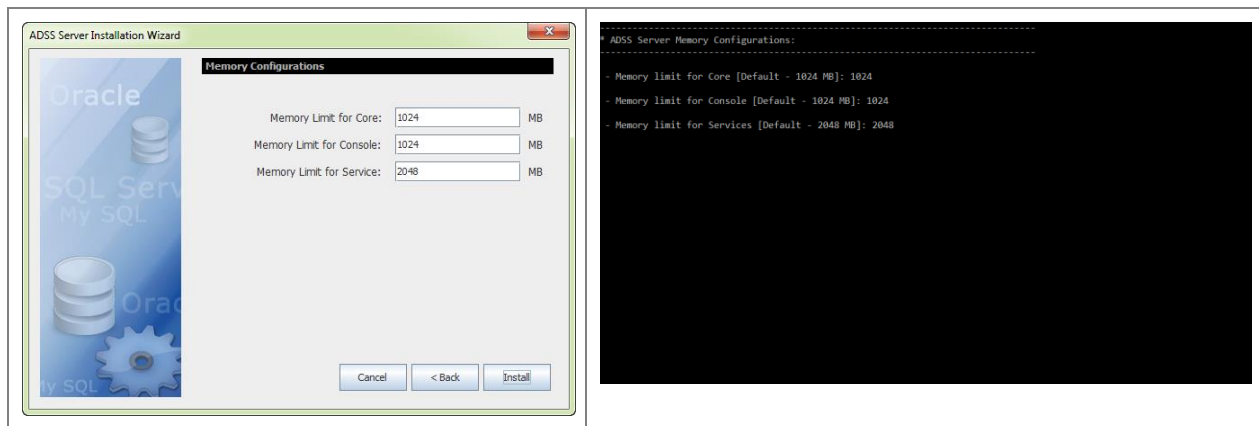 ADSS Server Installation Wizard
Memory Configurations
Oracle
SQL Serv
My SQL
Orac
ly SQL
Memory Limit for Core: 1024 MB
Memory Limit for Console: 1024 MB
Memory Limit for Service: 2048 MB
Cancel < Back Install
* ADSS Server Memory Configurations:
- Memory limit for Core [Default - 1024 MB]: 1024
- Memory limit for Console [Default - 1024 MB]: 1024
- Memory limit for Services [Default - 2048 MB]: 2048